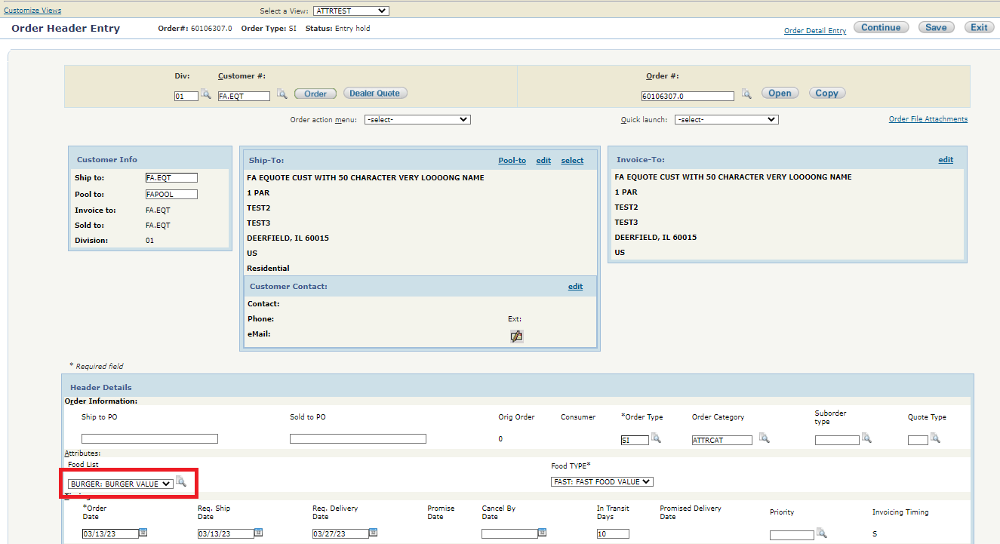 Customize Views Select a View: ATTRTEST
Order Header Entry Order#: 60106307.0 Order Type: SI Status: Entry hold Order Detail Entry Continue Save Exit
Div: Customer #: Order #:
01 FA.EQT Order Dealer Quote 60106307.0 Open Copy
Order action menu: -select- Quick launch: -select- Order File Attachments
Customer Info
Ship to: FA.EQT
Pool to: FAPOOL
Invoice to: FA.EQT
Sold to: FA.EQT
Division: 01
Ship-To: Pool-to edit select
FA EQUOTE CUST WITH 50 CHARACTER VERY LOOOONG NAME
1 PAR
TEST2
TEST3
DEERFIELD, IL 60015
US
Residential
Customer Contact: edit
Contact:
Phone: Ext:
eMail:
Invoice-To: edit
FA EQUOTE CUST WITH 50 CHARACTER VERY LOOOONG NAME
1 PAR
TEST2
TEST3
DEERFIELD, IL 60015
US
* Required field
Header Details
Order Information:
Ship to PO Sold to PO Orig Order Consumer *Order Type Order Category Suborder type Quote Type
0 SI ATTRCAT
Attributes:
Food List Food TYPE*
BURGER: BURGER VALUE FAST: FAST FOOD VALUE
*Order Date Req. Ship Date Req. Delivery Date Promise Date Cancel By Date In Transit Days Promised Delivery Date Priority Invoicing Timing
03/13/23 03/13/23 03/27/23 10 S